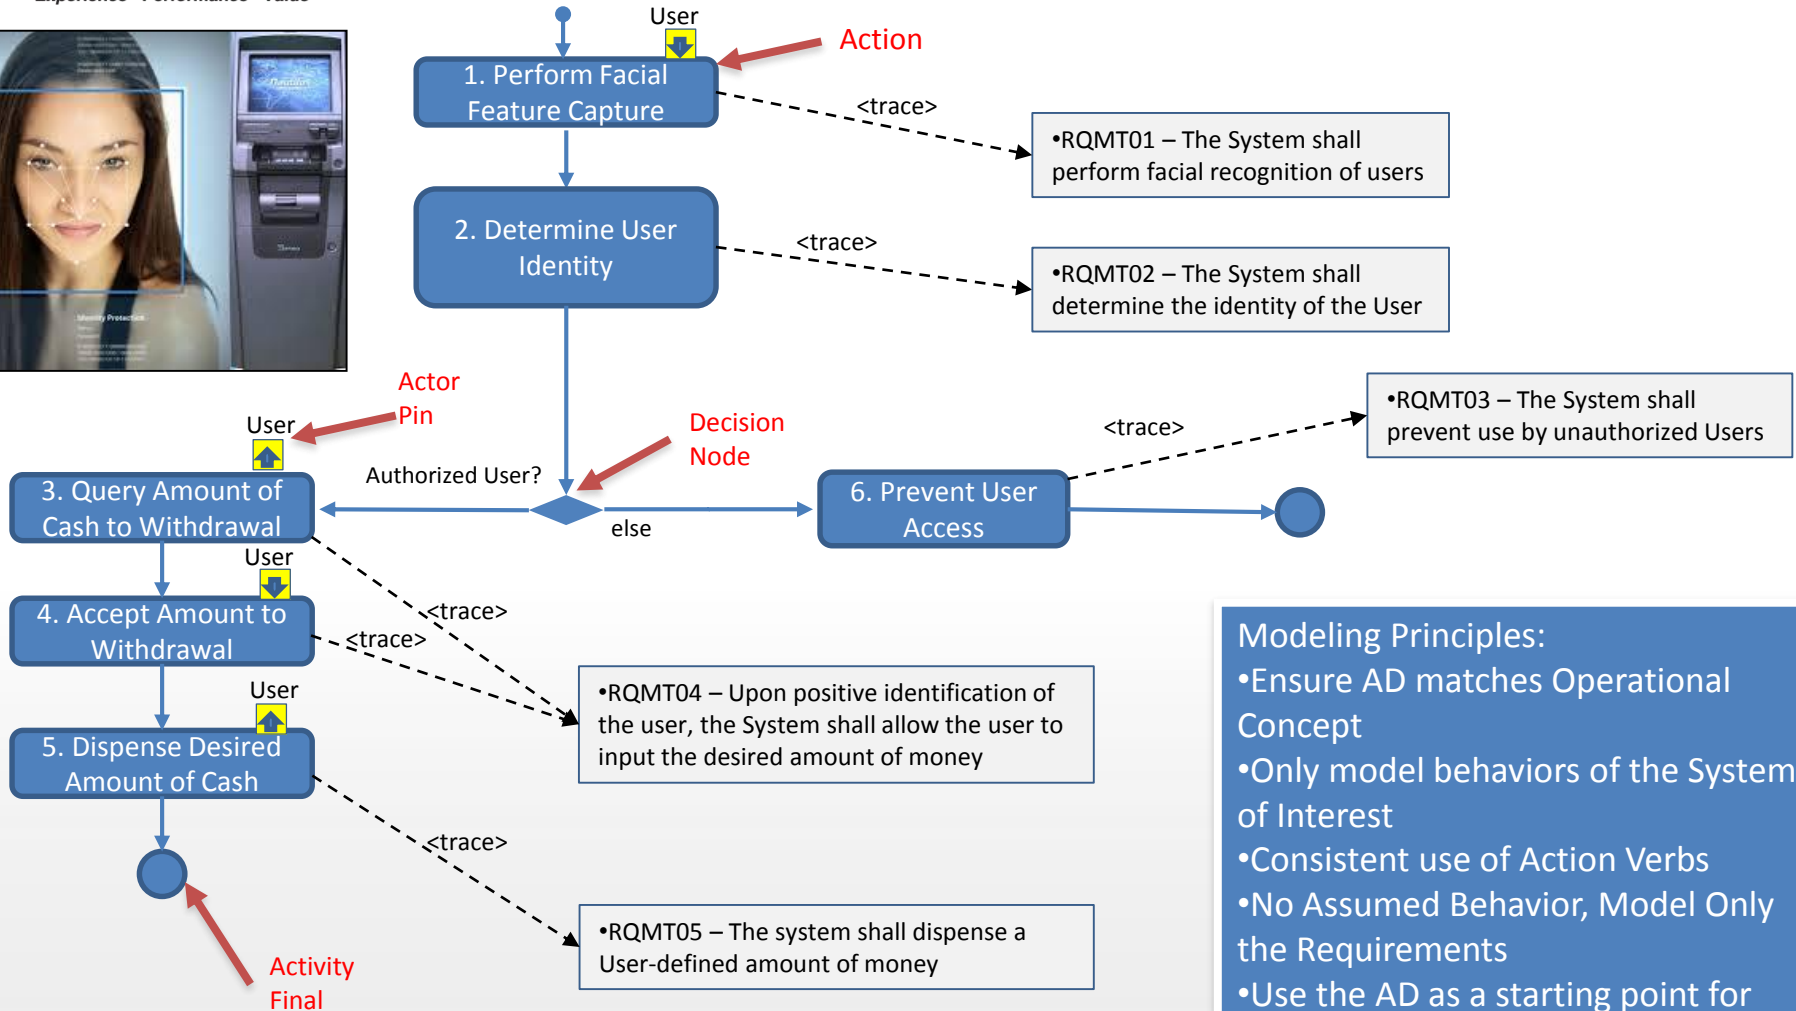 Experience Performance Value
User
Action
1. Perform Facial
Feature Capture
<trace>
•RQMT01 – The System shall
perform facial recognition of users
2. Determine User
Identity
<trace>
•RQMT02 – The System shall
determine the identity of the User
Identity Protection
Actor
Pin
User
Decision
Node
<trace>
•RQMT03 – The System shall
prevent use by unauthorized Users
Authorized User?
3. Query Amount of
Cash to Withdrawal
else
6. Prevent User
Access
User
4. Accept Amount to
Withdrawal
<trace>
<trace>
•RQMT04 – Upon positive identification of
the user, the System shall allow the user to
input the desired amount of money
User
5. Dispense Desired
Amount of Cash
<trace>
•RQMT05 – The system shall dispense a
User-defined amount of money
Activity
Final
Modeling Principles:
•Ensure AD matches Operational
Concept
•Only model behaviors of the System
of Interest
•Consistent use of Action Verbs
•No Assumed Behavior, Model Only
the Requirements
•Use the AD as a starting point for